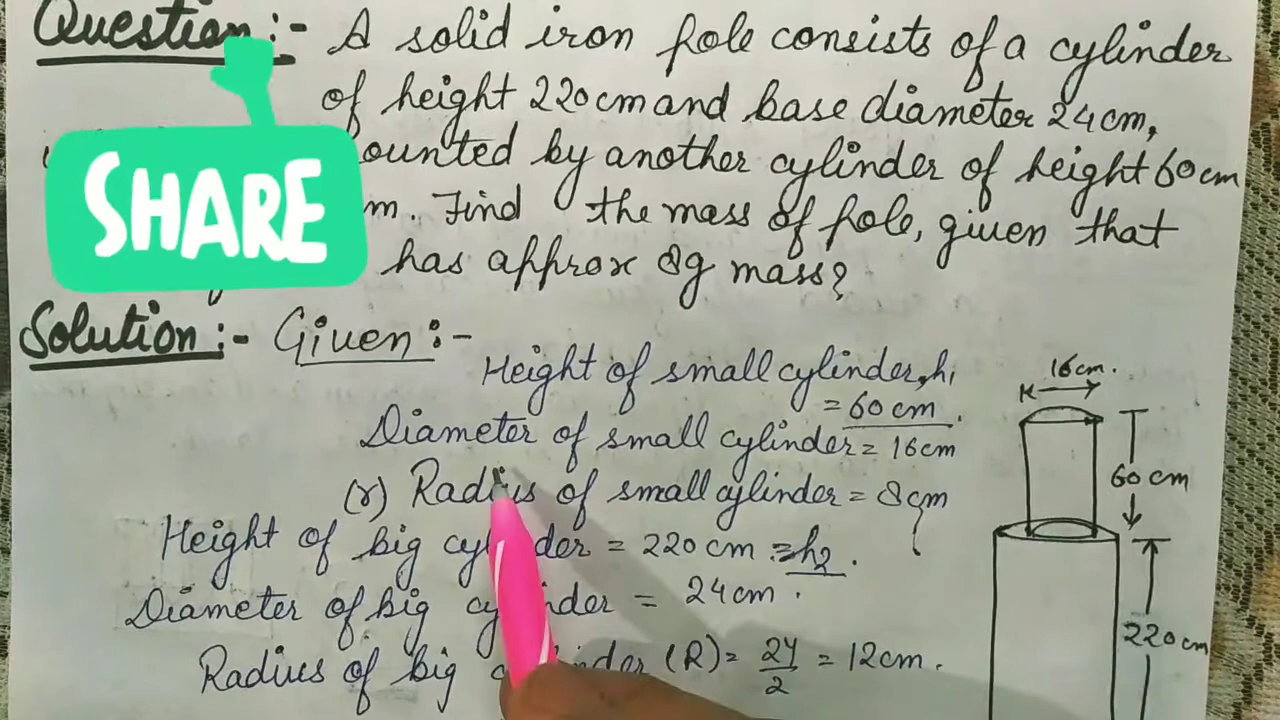 Question:- A solid iron pole consists of a cylinder
of height 220cm and base diameter 24cm,
ounted by another cylinder of height 60cm
SHARE
m. Find the mass of pole, given that
has approx 8g mass?
Solution:- Given:-
Height of small cylinder, h1
= 60 cm.
Diameter of small cylinder = 16cm
(r) Radius of small cylinder = 8cm
Height of big cylinder = 220 cm = h2.
Diameter of big cylinder = 24cm.
Radius of big cylinder (R) = 24/2 = 12cm.
16cm.
60 cm
220cm